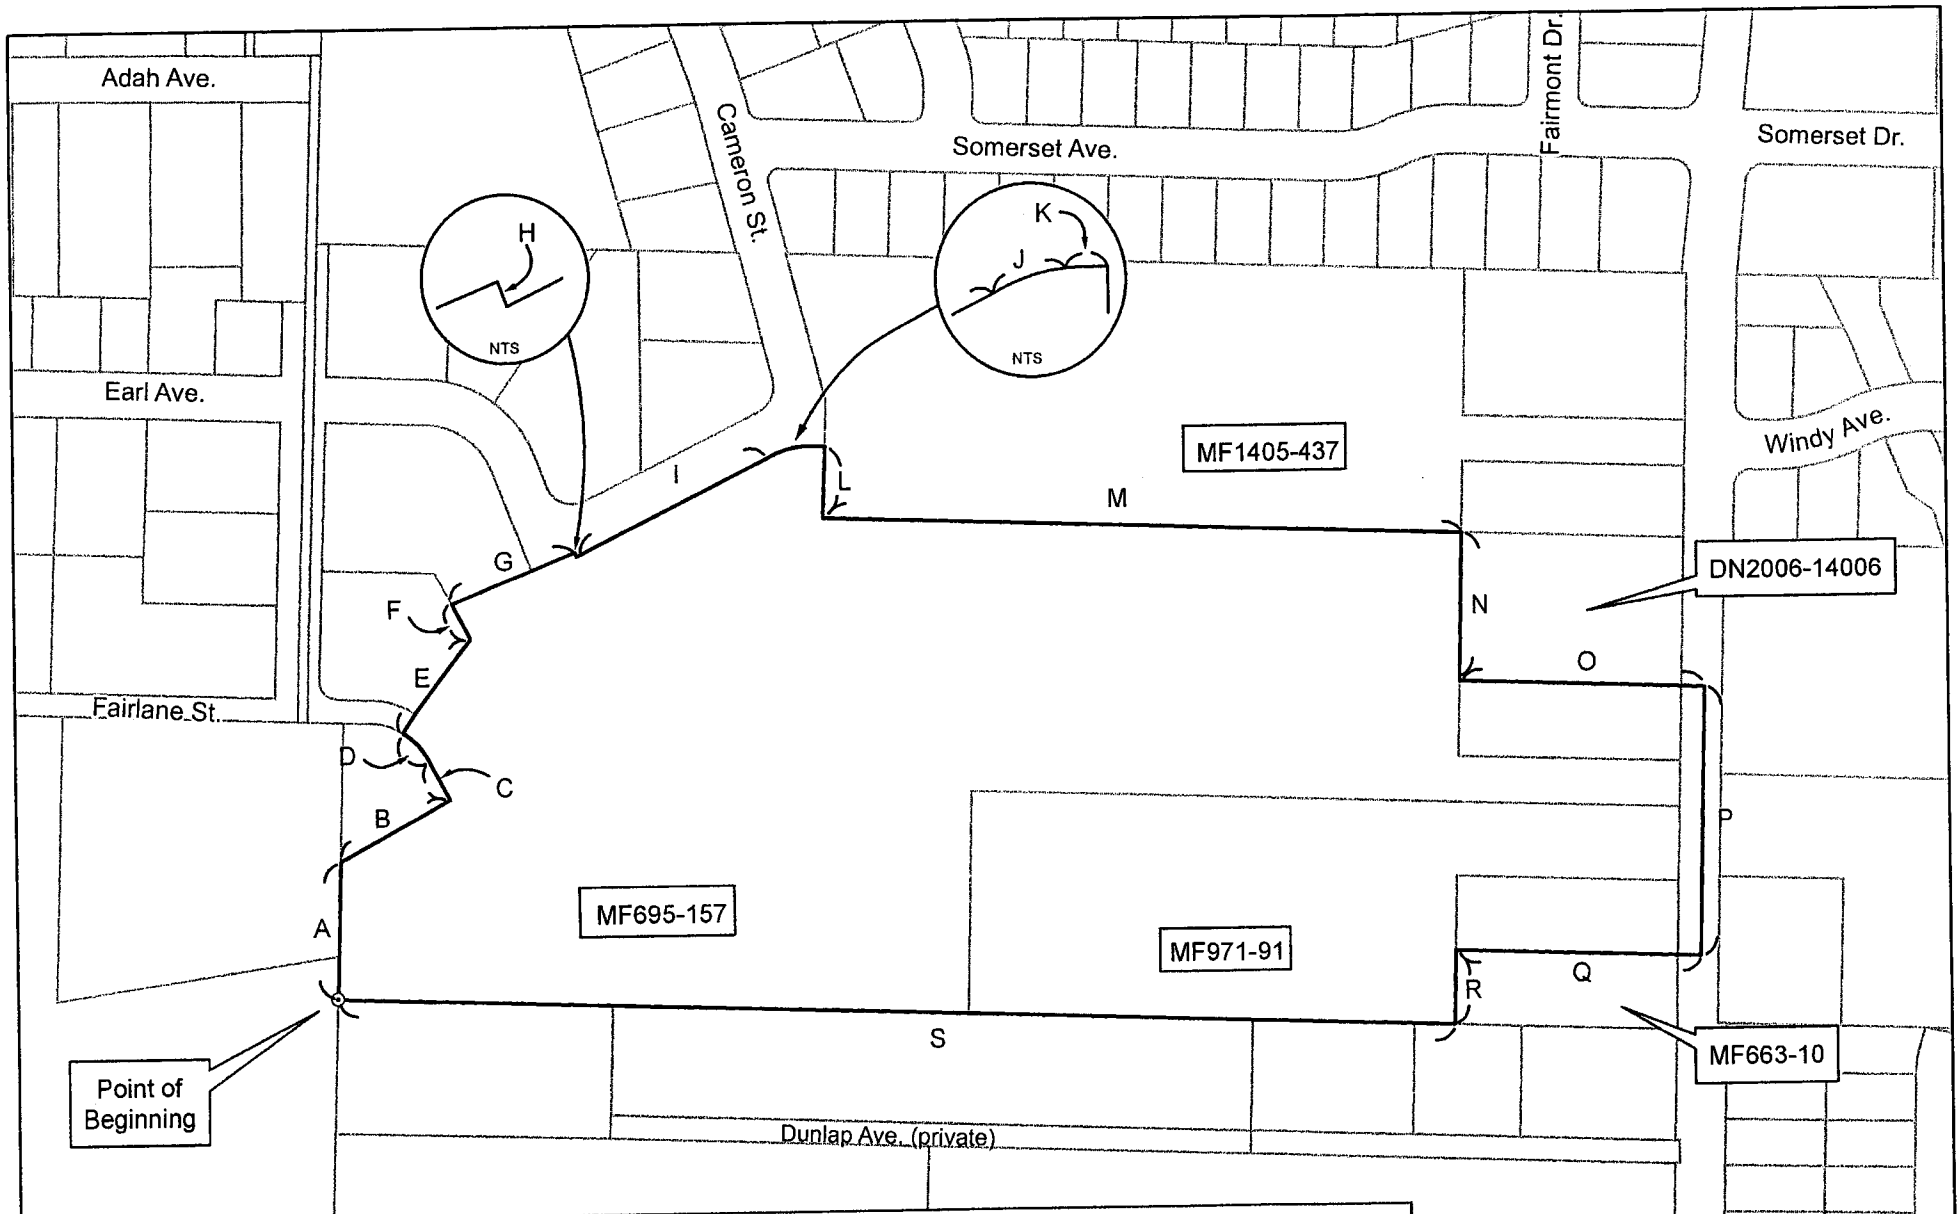 Adah Ave.
Fairmont Dr.
Cameron St.
Somerset Ave.
Somerset Dr.
K
H
J
NTS
NTS
Earl Ave.
Windy Ave.
MF1405-437
I
L
M
G
DN2006-14006
F
N
E
O
Fairlane St.
D
C
B
P
MF695-157
A
MF971-91
Q
R
S
MF663-10
Point of
Beginning
Dunlap Ave. (private)